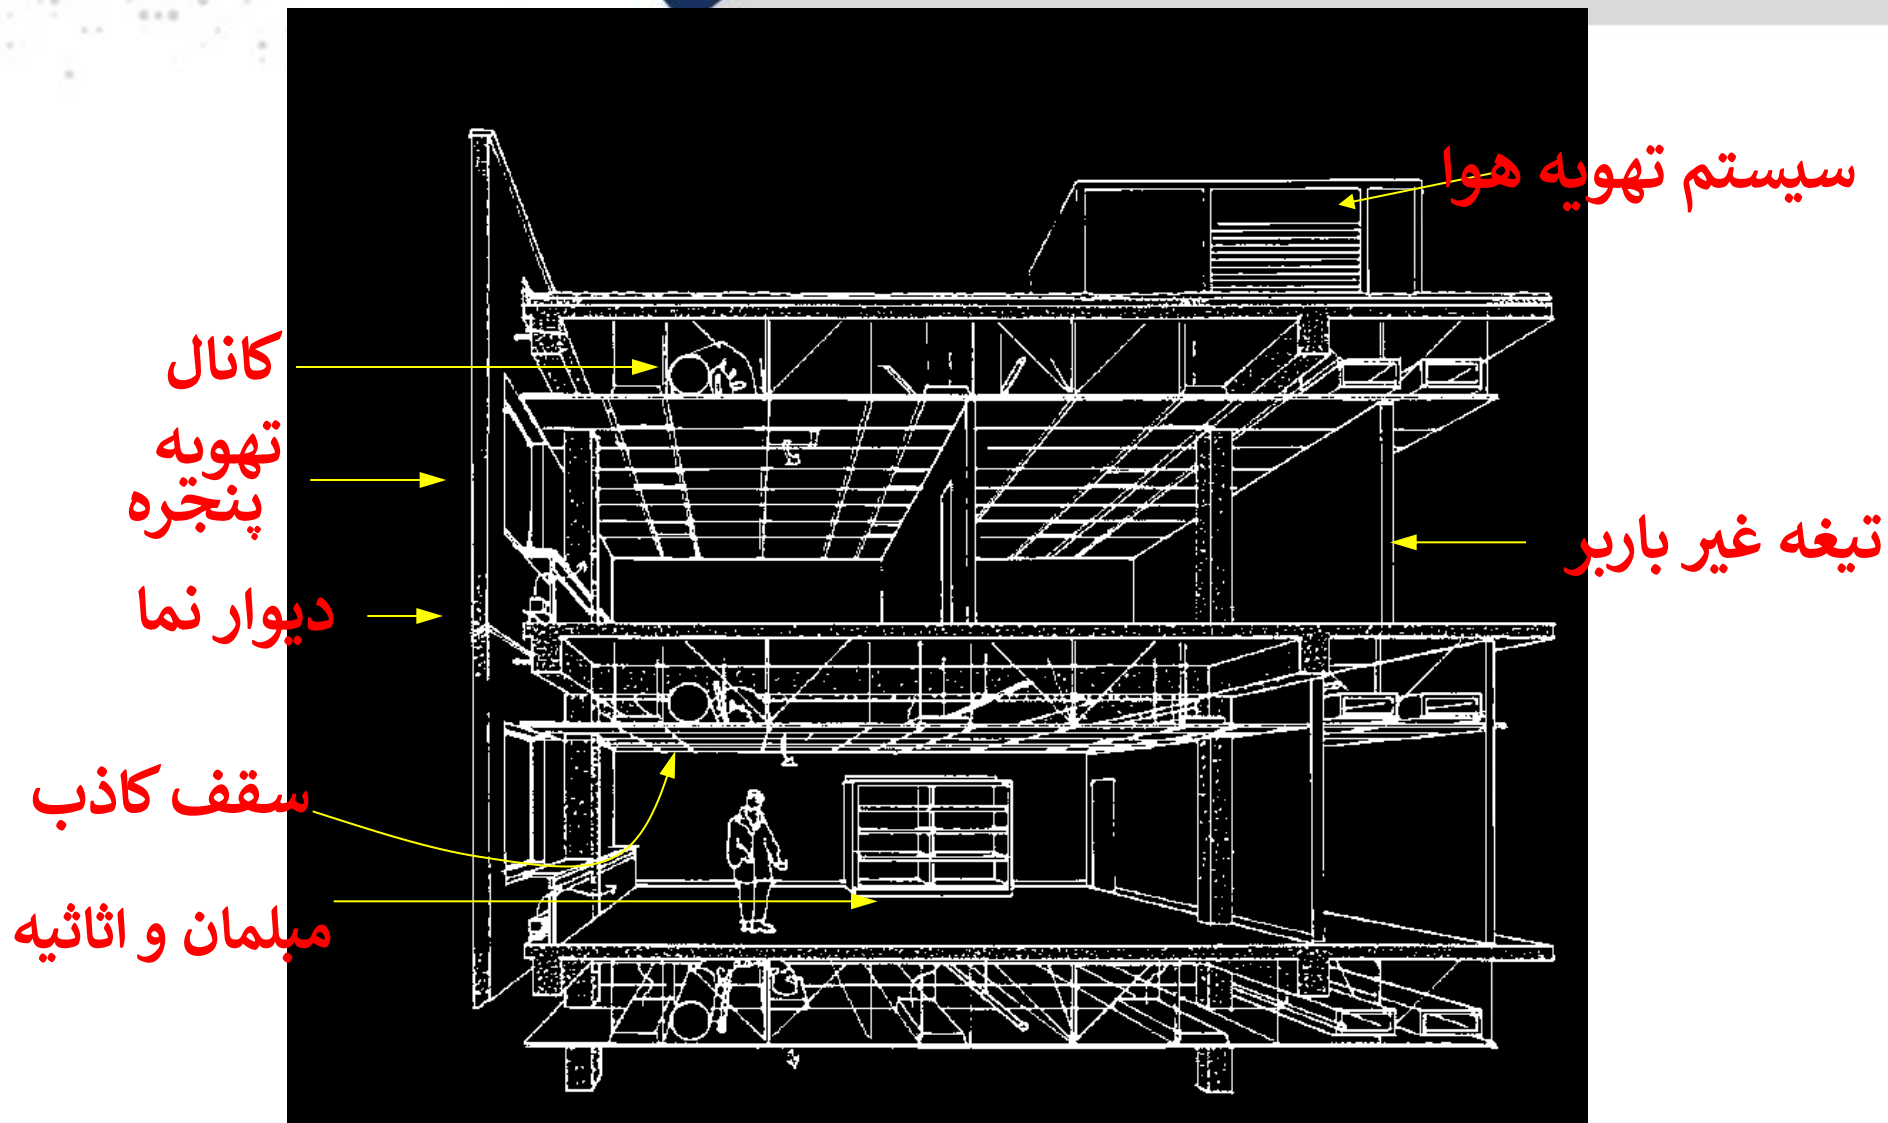 سیستم تهویه هوا
کانال
تهویه
پنجره
تیغه غیر باربر
دیوار نما
سقف کاذب
مبلمان و اثاثیه